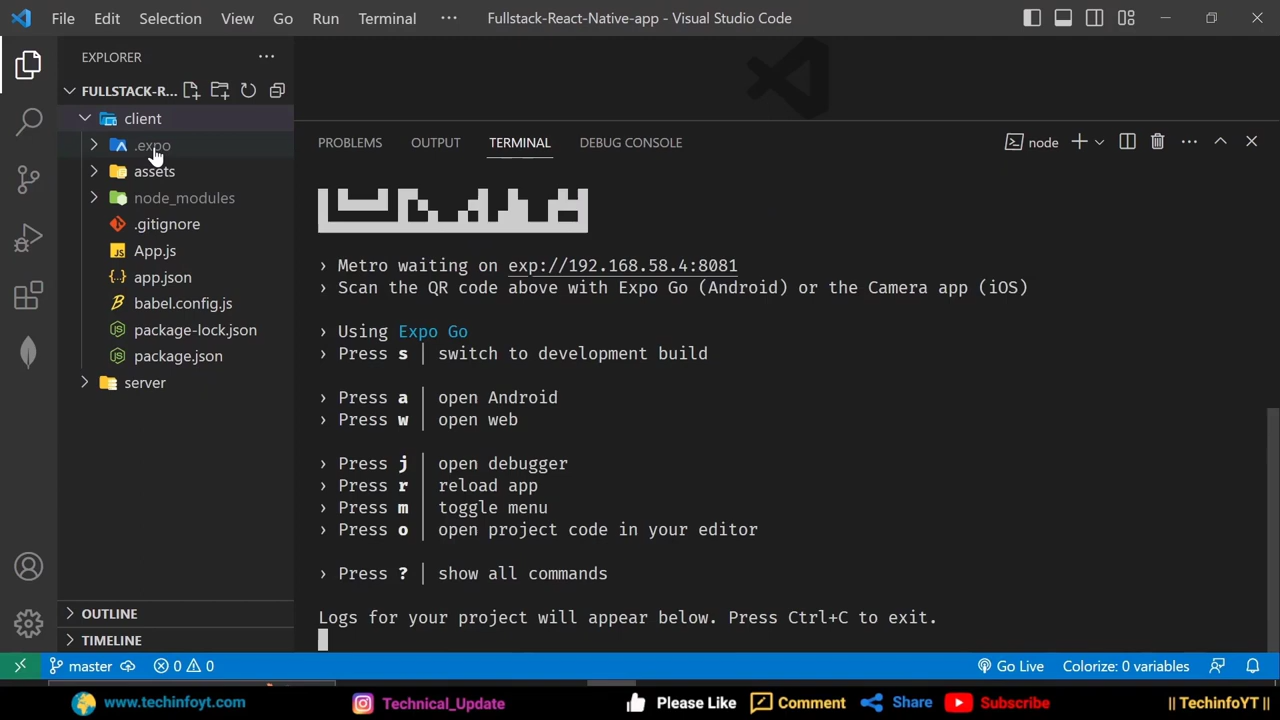 File Edit Selection View Go Run Terminal ··· Fullstack-React-Native-app - Visual Studio Code
EXPLORER ···
FULLSTACK-R...
client
.expo
assets
node_modules
.gitignore
App.js
app.json
babel.config.js
package-lock.json
package.json
server
OUTLINE
TIMELINE
PROBLEMS OUTPUT TERMINAL DEBUG CONSOLE node
› Metro waiting on exp://192.168.58.4:8081
› Scan the QR code above with Expo Go (Android) or the Camera app (iOS)
› Using Expo Go
› Press s │ switch to development build
› Press a │ open Android
› Press w │ open web
› Press j │ open debugger
› Press r │ reload app
› Press m │ toggle menu
› Press o │ open project code in your editor
› Press ? │ show all commands
Logs for your project will appear below. Press Ctrl+C to exit.
master 0 0 Go Live Colorize: 0 variables
www.techinfoyt.com Technical_Update Please Like Comment Share Subscribe || TechinfoYT ||